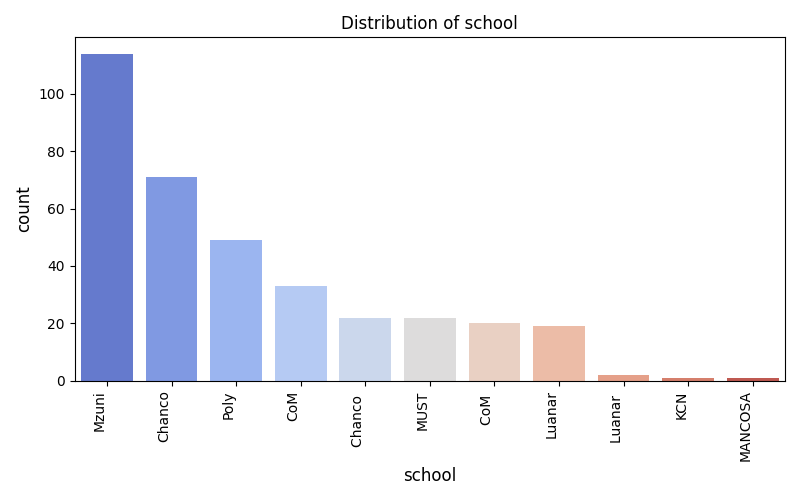 Distribution of school
count
100
80
60
40
20
0
Mzuni
Chanco
Poly
CoM
Chanco
MUST
CoM
Luanar
Luanar
KCN
MANCOSA
school